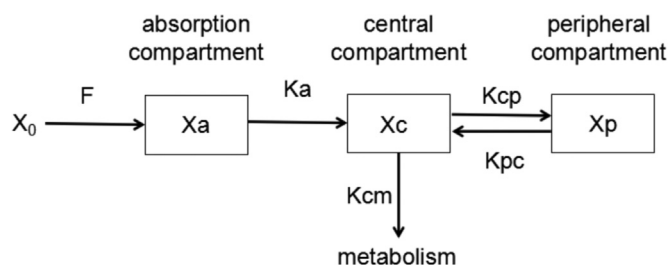 absorption
compartment
central
compartment
peripheral
compartment
F
Ka
Kcp
X₀
Xa
Xc
Xp
Kpc
Kcm
metabolism